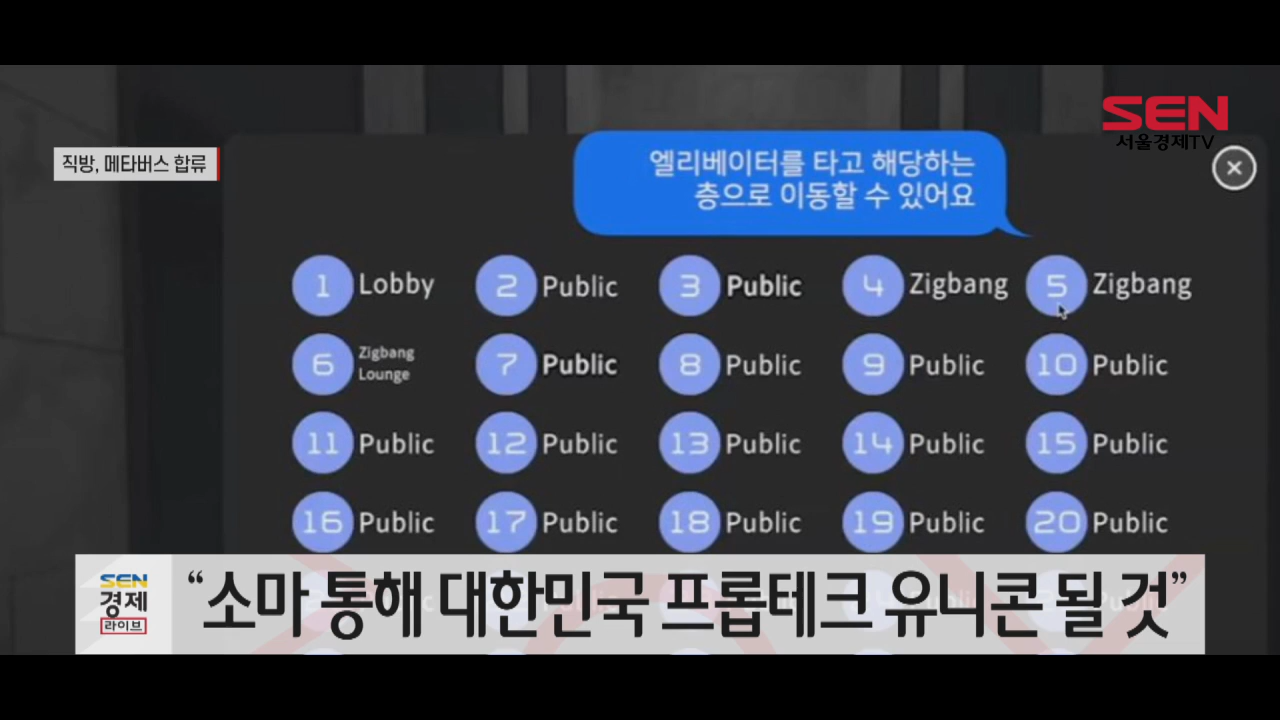 SEN
서울경제TV
직방, 메타버스 합류
엘리베이터를 타고 해당하는
층으로 이동할 수 있어요
1 Lobby 2 Public 3 Public 4 Zigbang 5 Zigbang
6 Zigbang Lounge 7 Public 8 Public 9 Public 10 Public
11 Public 12 Public 13 Public 14 Public 15 Public
16 Public 17 Public 18 Public 19 Public 20 Public
SEN
경제
라이브
“소마 통해 대한민국 프롭테크 유니콘 될 것”